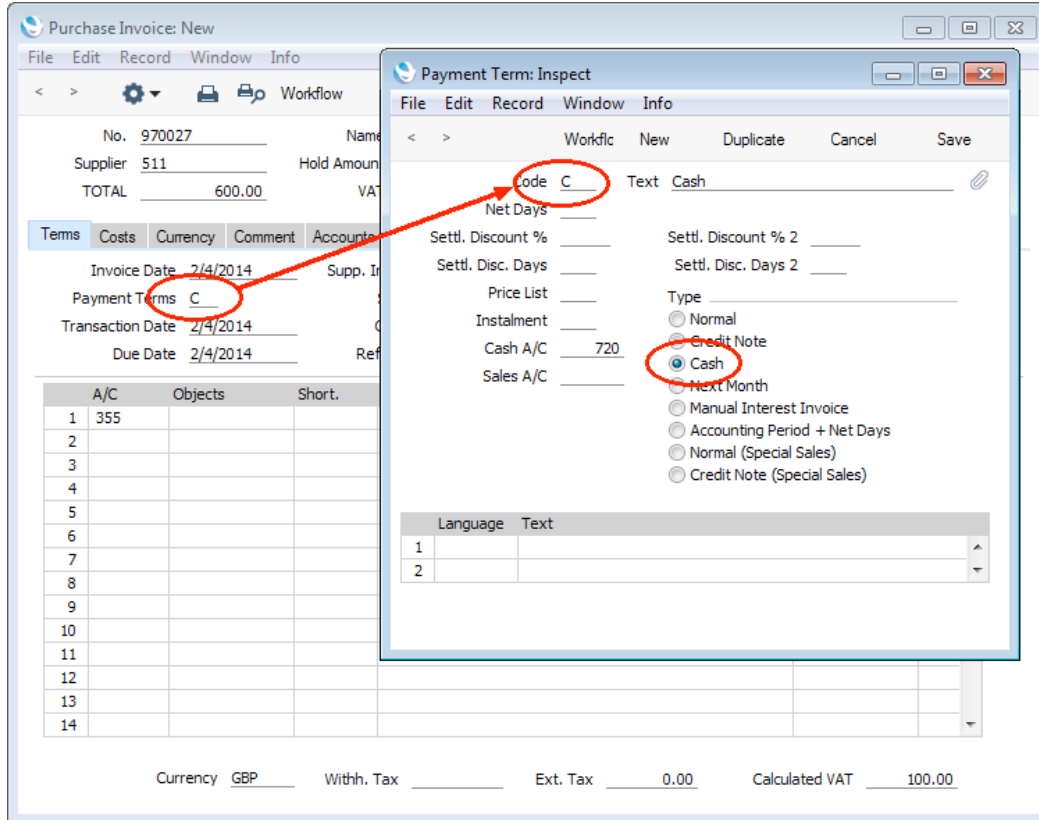 Purchase Invoice: New
File Edit Record Window Info
< > Workflow
No. 970027 Name
Supplier 511 Hold Amoun
TOTAL 600.00 VAT
Terms Costs Currency Comment Accounts
Invoice Date 2/4/2014 Supp. In
Payment Terms C
Transaction Date 2/4/2014
Due Date 2/4/2014 Ref
A/C Objects Short.
1 355
2
3
4
5
6
7
8
9
10
11
12
13
14
Currency GBP Withh. Tax Ext. Tax 0.00 Calculated VAT 100.00
Payment Term: Inspect
File Edit Record Window Info
< > Workflc New Duplicate Cancel Save
Code C Text Cash
Net Days
Settl. Discount % Settl. Discount % 2
Settl. Disc. Days Settl. Disc. Days 2
Price List Type
Instalment Normal
Credit Note
Cash A/C 720 Cash
Sales A/C Next Month
Manual Interest Invoice
Accounting Period + Net Days
Normal (Special Sales)
Credit Note (Special Sales)
Language Text
1
2